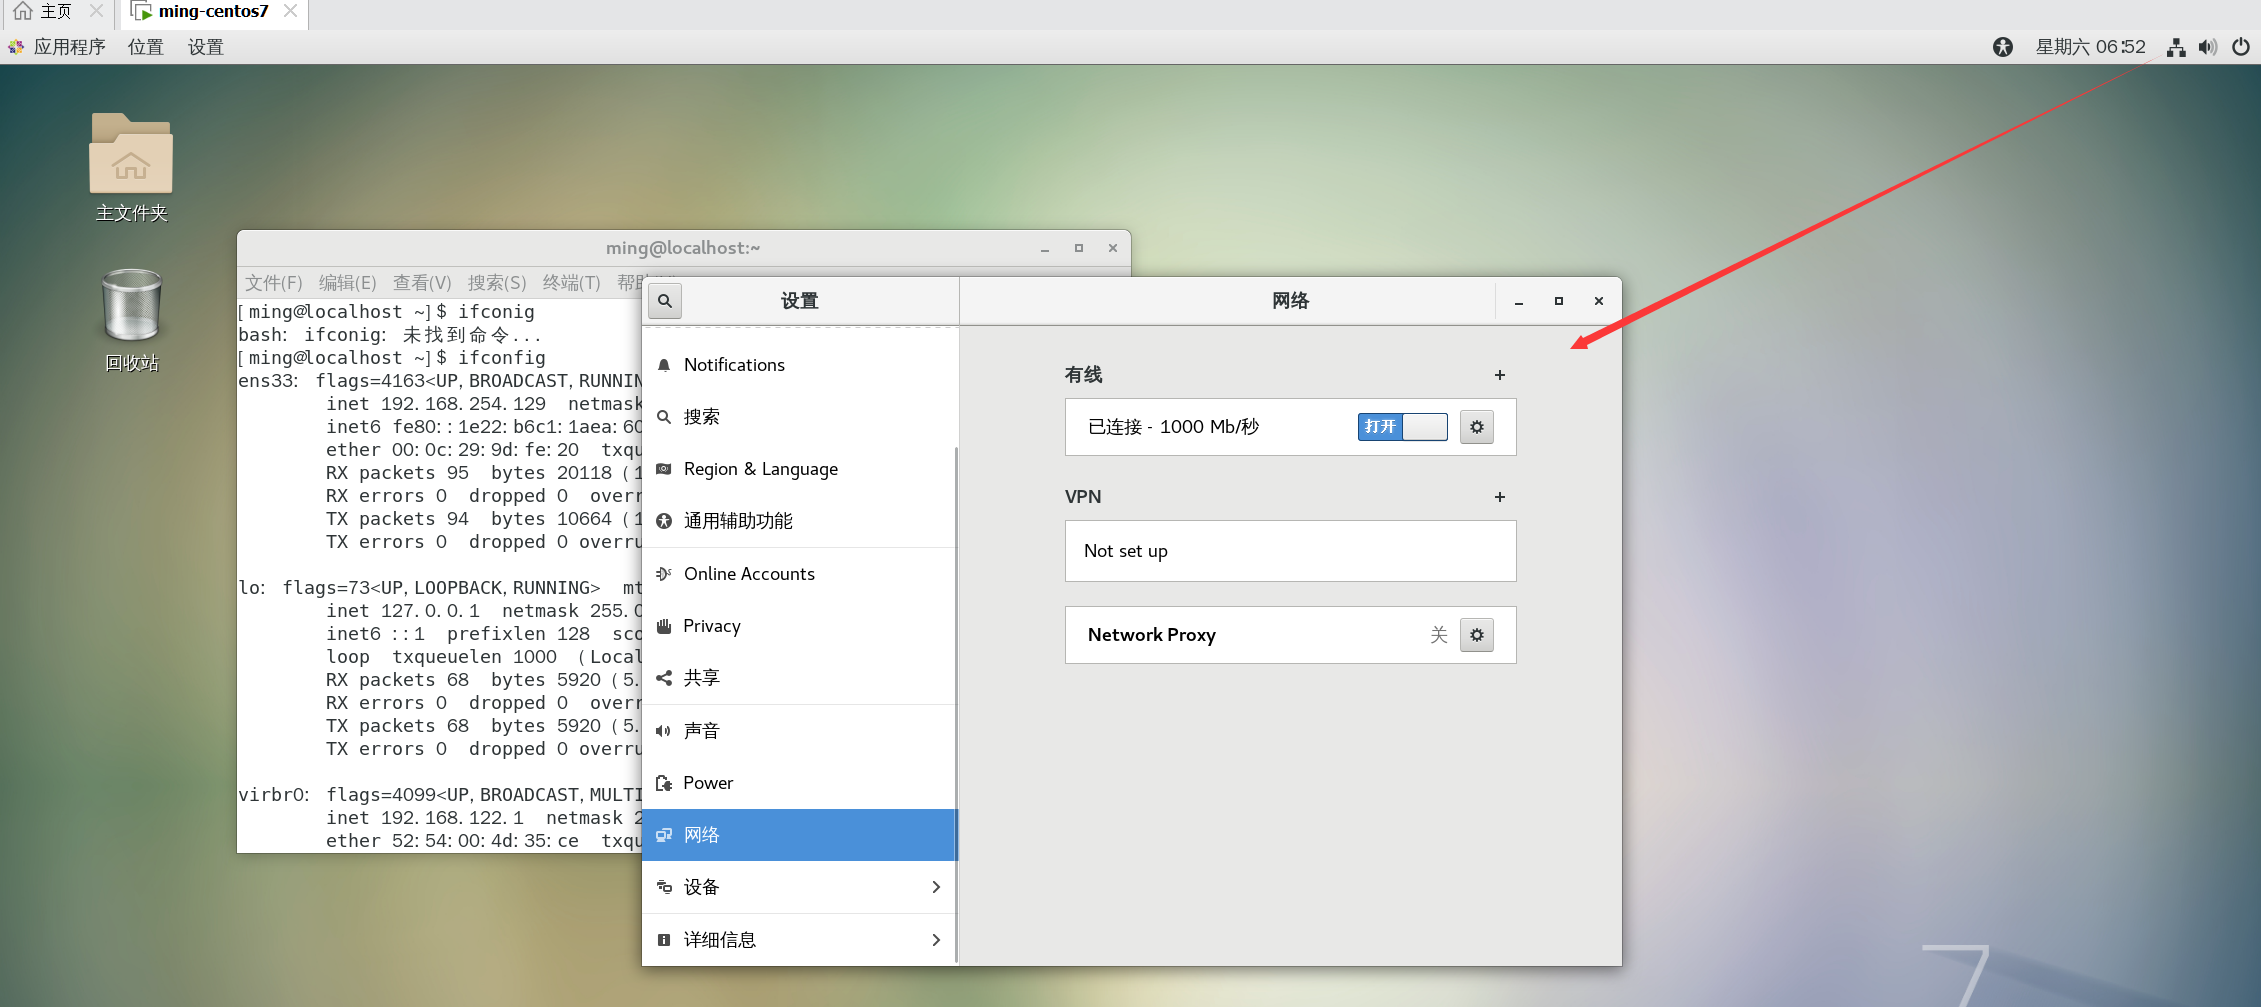 主页
ming-centos7
应用程序 位置 设置
星期六 06:52
主文件夹
回收站
ming@localhost:~
文件(F) 编辑(E) 查看(V) 搜索(S) 终端(T)
[ming@localhost ~]$ ifconig
bash: ifconig: 未找到命令...
[ming@localhost ~]$ ifconfig
ens33: flags=4163<UP,BROADCAST,RUNNIN
inet 192.168.254.129 netmask
inet6 fe80::1e22:b6c1:1aea:60
ether 00:0c:29:9d:fe:20 txqu
RX packets 95 bytes 20118 (1
RX errors 0 dropped 0 overr
TX packets 94 bytes 10664 (1
TX errors 0 dropped 0 overru
lo: flags=73<UP,LOOPBACK,RUNNING> mt
inet 127.0.0.1 netmask 255.0
inet6 ::1 prefixlen 128 sco
loop txqueuelen 1000 (Local
RX packets 68 bytes 5920 (5.
RX errors 0 dropped 0 overr
TX packets 68 bytes 5920 (5.
TX errors 0 dropped 0 overru
virbr0: flags=4099<UP,BROADCAST,MULTI
inet 192.168.122.1 netmask 2
ether 52:54:00:4d:35:ce txqu
设置
Notifications
搜索
Region & Language
通用辅助功能
Online Accounts
Privacy
共享
声音
Power
网络
设备
详细信息
网络
有线
已连接 - 1000 Mb/秒 打开
VPN
Not set up
Network Proxy 关
7